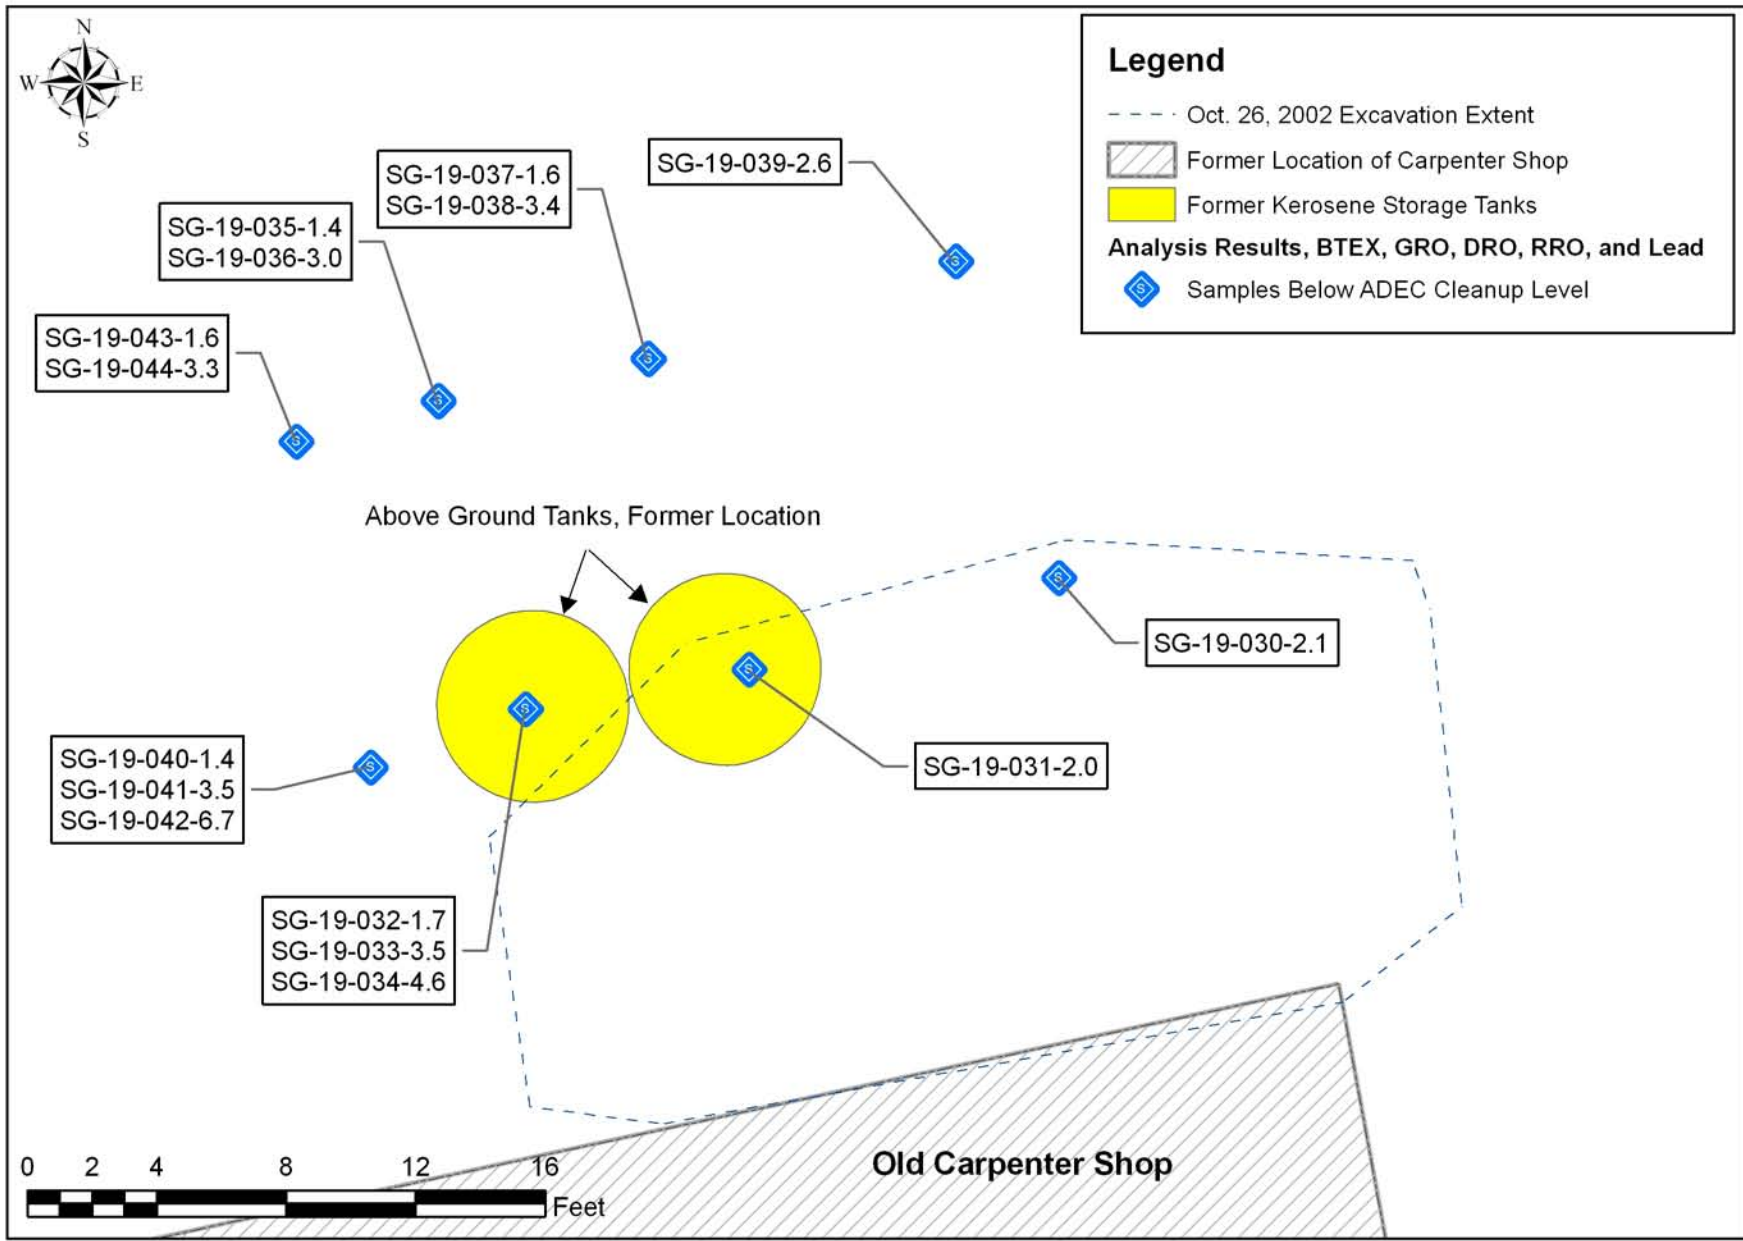 N
W E
S
Legend
Oct. 26, 2002 Excavation Extent
Former Location of Carpenter Shop
Former Kerosene Storage Tanks
Analysis Results, BTEX, GRO, DRO, RRO, and Lead
S Samples Below ADEC Cleanup Level
SG-19-039-2.6
S
SG-19-037-1.6
SG-19-038-3.4
S
SG-19-035-1.4
SG-19-036-3.0
S
SG-19-043-1.6
SG-19-044-3.3
S
Above Ground Tanks, Former Location
S
SG-19-030-2.1
S
SG-19-031-2.0
S
SG-19-040-1.4
SG-19-041-3.5
SG-19-042-6.7
S
SG-19-032-1.7
SG-19-033-3.5
SG-19-034-4.6
Old Carpenter Shop
0 2 4 8 12 16
Feet